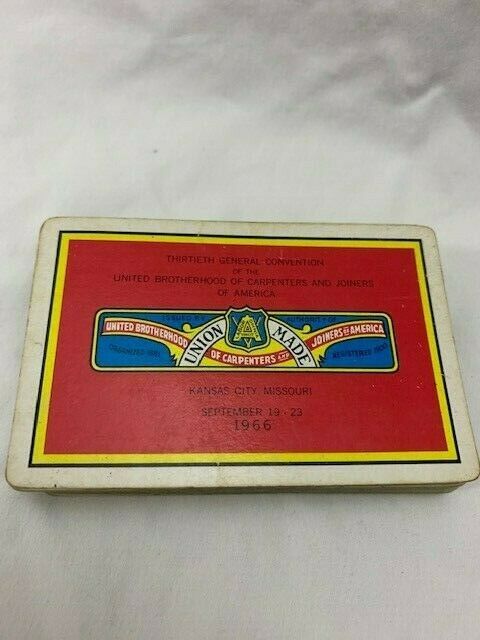 THIRTIETH GENERAL CONVENTION
OF THE
UNITED BROTHERHOOD OF CARPENTERS AND JOINERS
OF AMERICA
ISSUED BY AUTHORITY OF
UNITED BROTHERHOOD
OF CARPENTERS AND
JOINERS OF AMERICA
UNION MADE
ORGANIZED 1881
REGISTERED 1900
KANSAS CITY, MISSOURI
SEPTEMBER 19 - 23
1966